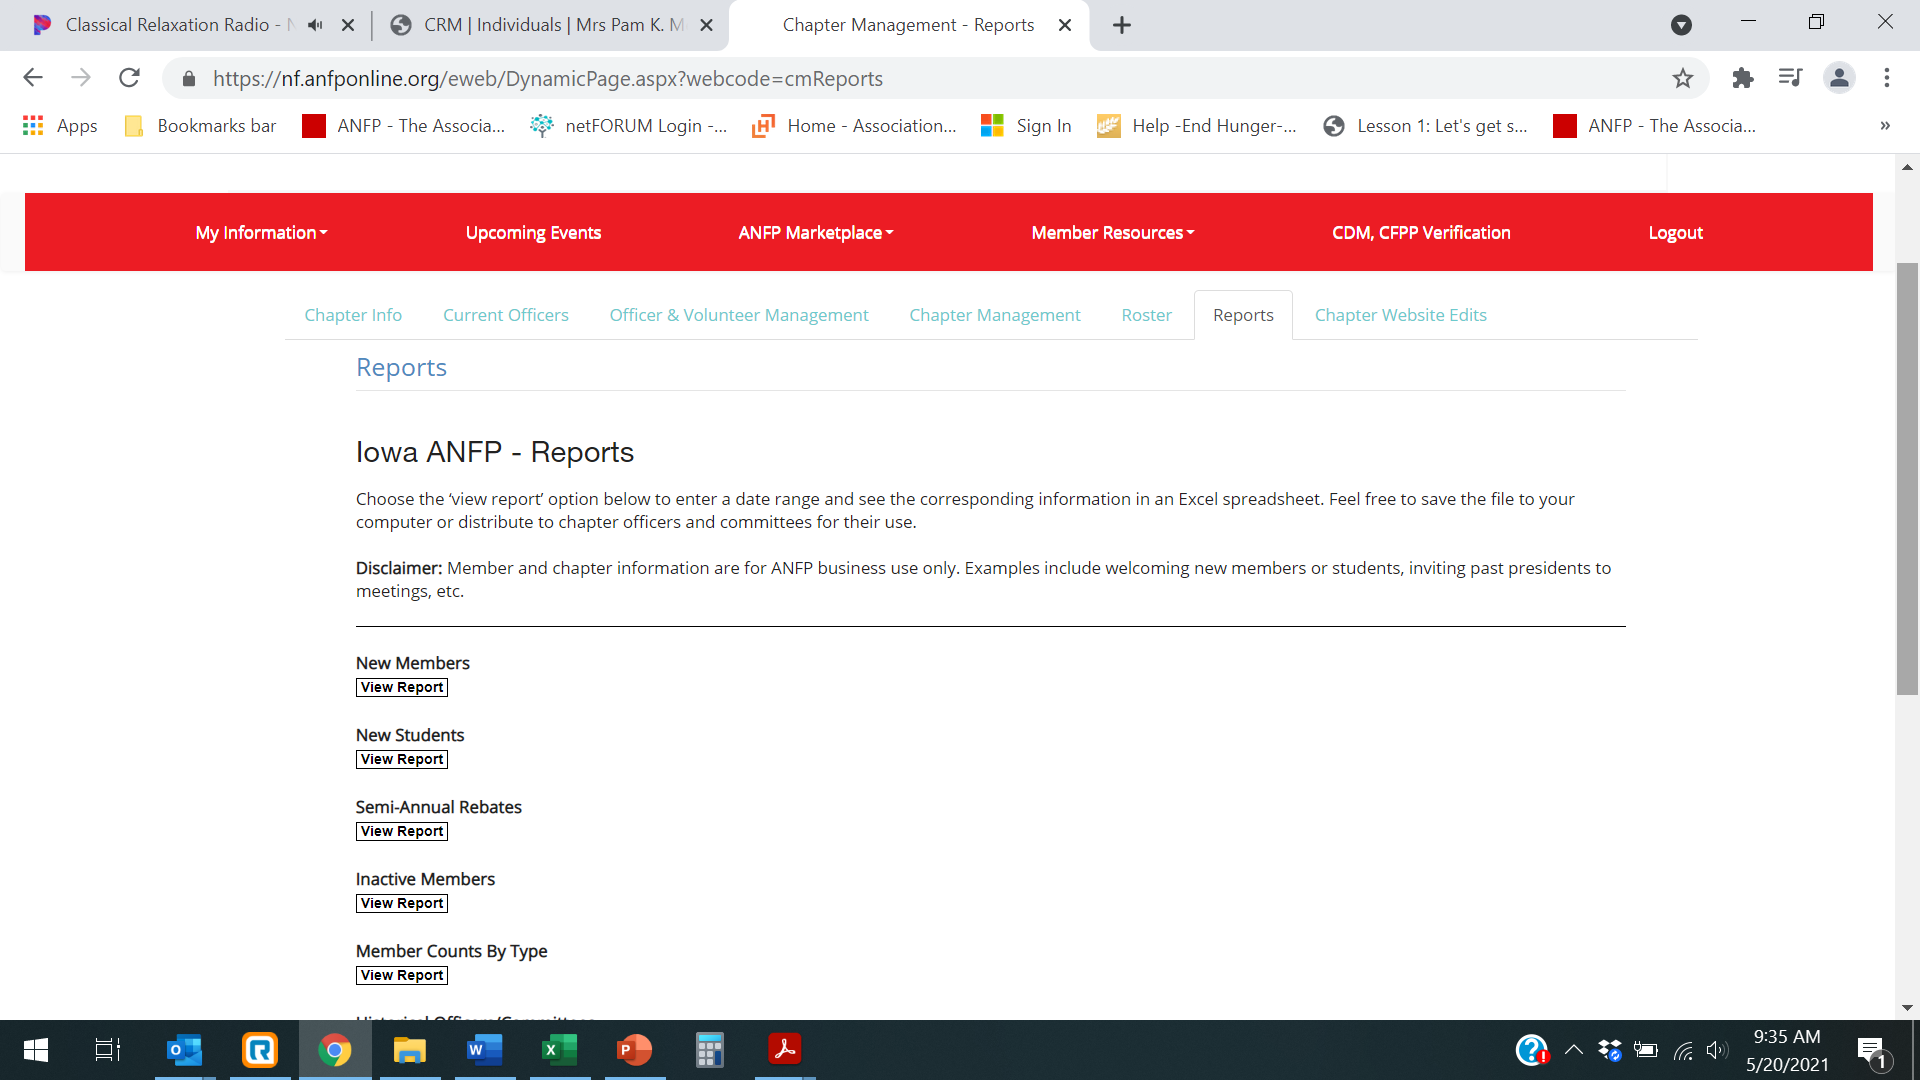 Classical Relaxation Radio - N
CRM | Individuals | Mrs Pam K. M
Chapter Management - Reports
https://nf.anfponline.org/eweb/DynamicPage.aspx?webcode=cmReports
Apps
Bookmarks bar
ANFP - The Associa...
netFORUM Login -...
Home - Association...
Sign In
Help -End Hunger-...
Lesson 1: Let's get s...
ANFP - The Associa...
»
My Information
Upcoming Events
ANFP Marketplace
Member Resources
CDM, CFPP Verification
Logout
Chapter Info
Current Officers
Officer & Volunteer Management
Chapter Management
Roster
Reports
Chapter Website Edits
Reports
Iowa ANFP - Reports
Choose the ‘view report’ option below to enter a date range and see the corresponding information in an Excel spreadsheet. Feel free to save the file to your
computer or distribute to chapter officers and committees for their use.
Disclaimer: Member and chapter information are for ANFP business use only. Examples include welcoming new members or students, inviting past presidents to
meetings, etc.
New Members
View Report
New Students
View Report
Semi-Annual Rebates
View Report
Inactive Members
View Report
Member Counts By Type
View Report
Historical Officers/Committees
9:35 AM
5/20/2021
1